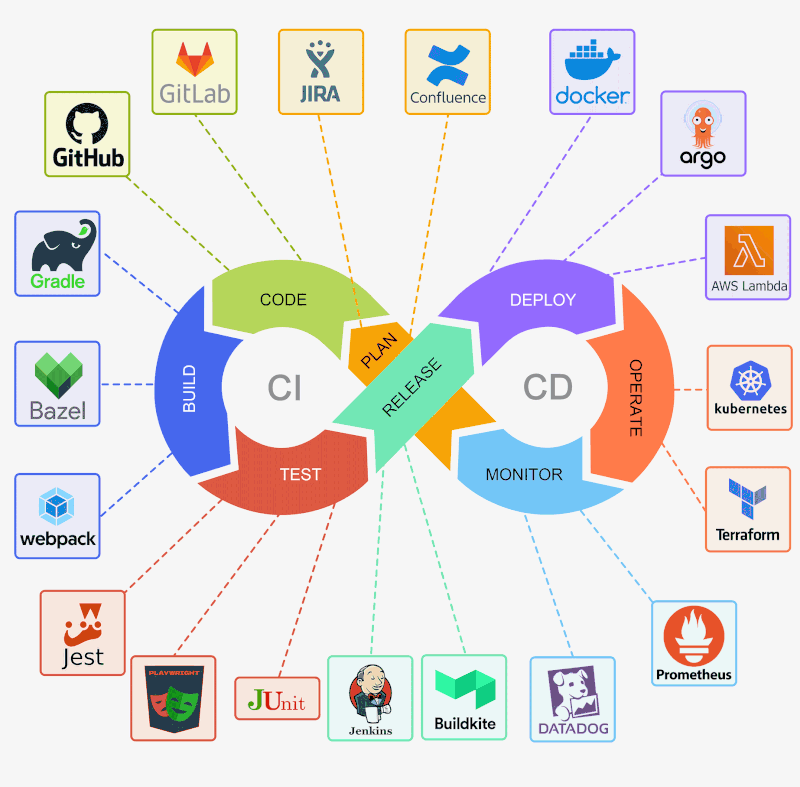 GitLab
JIRA
Confluence
docker
GitHub
argo
Gradle
AWS Lambda
CODE
DEPLOY
PLAN
BUILD
CI
RELEASE
CD
OPERATE
Bazel
kubernetes
TEST
MONITOR
webpack
Terraform
Jest
PLAYWRIGHT
JUnit
Jenkins
Buildkite
DATADOG
Prometheus